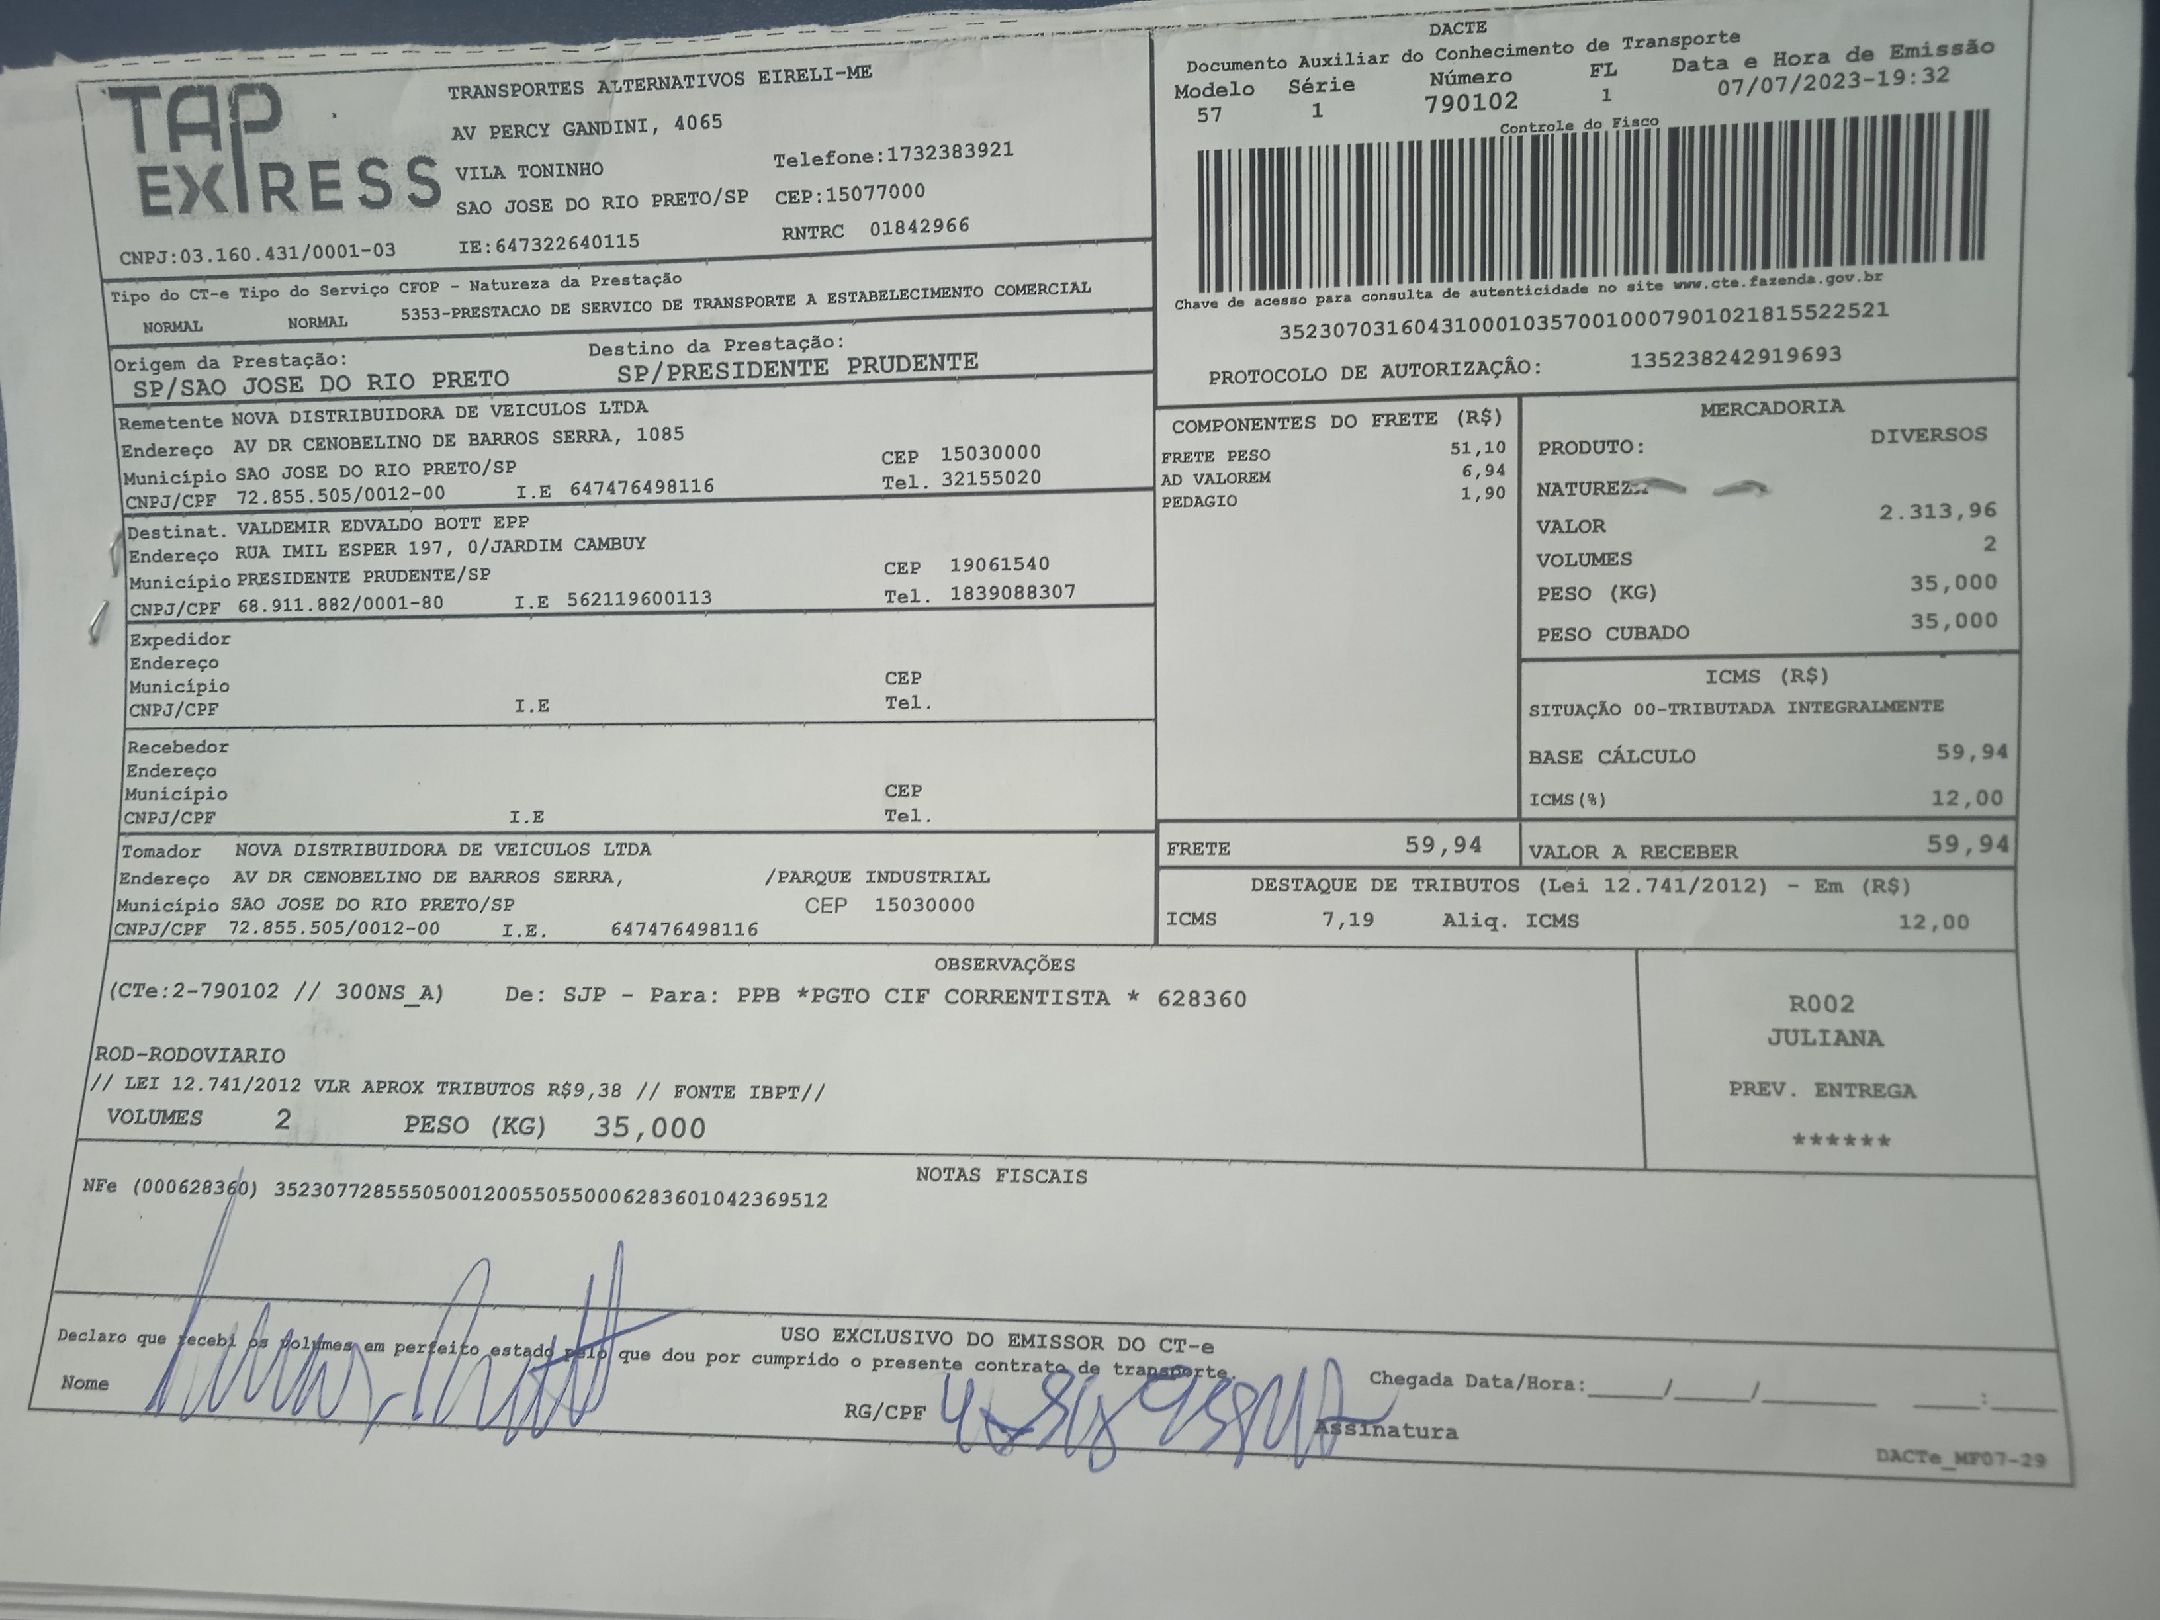 TAP
EXPRESS
TRANSPORTES ALTERNATIVOS EIRELI-ME
AV PERCY GANDINI, 4065
VILA TONINHO Telefone:1732383921
SAO JOSE DO RIO PRETO/SP CEP:15077000
CNPJ:03.160.431/0001-03 IE:647322640115 RNTRC 01842966
DACTE
Documento Auxiliar do Conhecimento de Transporte
Modelo Série Número FL Data e Hora de Emissão
57 1 790102 1 07/07/2023-19:32
Controle do Fisco
Chave de acesso para consulta de autenticidade no site www.cte.fazenda.gov.br
35230703160431000103570010007901021815522521
PROTOCOLO DE AUTORIZAÇÂO: 135238242919693
Tipo do CT-e Tipo do Serviço CFOP - Natureza da Prestação
NORMAL NORMAL 5353-PRESTACAO DE SERVICO DE TRANSPORTE A ESTABELECIMENTO COMERCIAL
Origem da Prestação: Destino da Prestação:
SP/SAO JOSE DO RIO PRETO SP/PRESIDENTE PRUDENTE
Remetente NOVA DISTRIBUIDORA DE VEICULOS LTDA
Endereço AV DR CENOBELINO DE BARROS SERRA, 1085
Município SAO JOSE DO RIO PRETO/SP CEP 15030000
CNPJ/CPF 72.855.505/0012-00 I.E 647476498116 Tel. 32155020
Destinat. VALDEMIR EDVALDO BOTT EPP
Endereço RUA IMIL ESPER 197, 0/JARDIM CAMBUY
Município PRESIDENTE PRUDENTE/SP CEP 19061540
CNPJ/CPF 68.911.882/0001-80 I.E 562119600113 Tel. 1839088307
Expedidor
Endereço
Município CEP
CNPJ/CPF I.E Tel.
Recebedor
Endereço
Município CEP
CNPJ/CPF I.E Tel.
Tomador NOVA DISTRIBUIDORA DE VEICULOS LTDA
Endereço AV DR CENOBELINO DE BARROS SERRA, /PARQUE INDUSTRIAL
Município SAO JOSE DO RIO PRETO/SP CEP 15030000
CNPJ/CPF 72.855.505/0012-00 I.E. 647476498116
COMPONENTES DO FRETE (R$)
FRETE PESO 51,10
AD VALOREM 6,94
PEDAGIO 1,90
MERCADORIA
PRODUTO: DIVERSOS
NATUREZA
VALOR 2.313,96
VOLUMES 2
PESO (KG) 35,000
PESO CUBADO 35,000
ICMS (R$)
SITUAÇÃO 00-TRIBUTADA INTEGRALMENTE
BASE CÁLCULO 59,94
ICMS(%) 12,00
FRETE 59,94 VALOR A RECEBER 59,94
DESTAQUE DE TRIBUTOS (Lei 12.741/2012) - Em (R$)
ICMS 7,19 Aliq. ICMS 12,00
OBSERVAÇÕES
(CTe:2-790102 // 300NS_A) De: SJP - Para: PPB *PGTO CIF CORRENTISTA * 628360
ROD-RODOVIARIO
// LEI 12.741/2012 VLR APROX TRIBUTOS R$9,38 // FONTE IBPT//
VOLUMES 2 PESO (KG) 35,000
R002
JULIANA
PREV. ENTREGA
******
NOTAS FISCAIS
NFe (000628360) 35230772855505001200550550006283601042369512
USO EXCLUSIVO DO EMISSOR DO CT-e
Declaro que recebi os volumes em perfeito estado pelo que dou por cumprido o presente contrato de transporte.
Nome RG/CPF Assinatura Chegada Data/Hora:_____/_____/_______ ____:____
DACTe_MF07-29